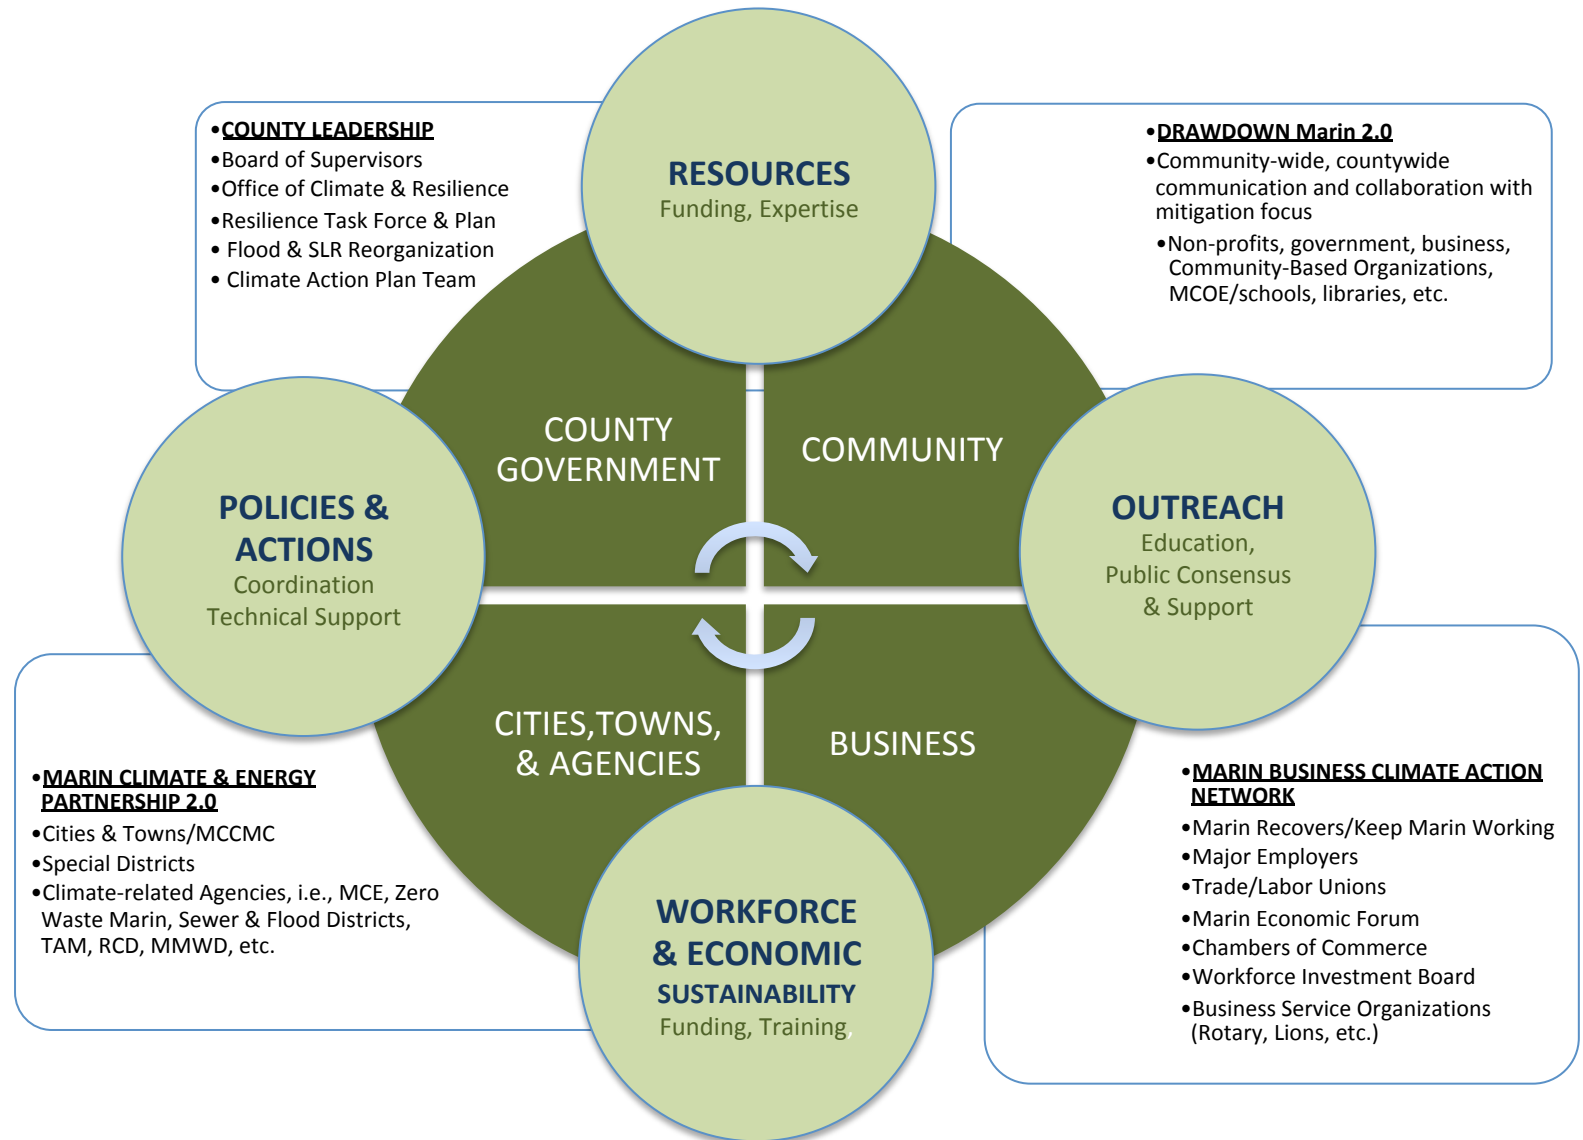 RESOURCES
Funding, Expertise
•COUNTY LEADERSHIP
•Board of Supervisors
•Office of Climate & Resilience
•Resilience Task Force & Plan
• Flood & SLR Reorganization
• Climate Action Plan Team
•DRAWDOWN Marin 2.0
•Community-wide, countywide
communication and collaboration with
mitigation focus
•Non-profits, government, business,
Community-Based Organizations,
MCOE/schools, libraries, etc.
COUNTY
GOVERNMENT
COMMUNITY
POLICIES &
ACTIONS
Coordination
Technical Support
OUTREACH
Education,
Public Consensus
& Support
CITIES,TOWNS,
& AGENCIES
BUSINESS
•MARIN CLIMATE & ENERGY
PARTNERSHIP 2.0
•Cities & Towns/MCCMC
•Special Districts
•Climate-related Agencies, i.e., MCE, Zero
Waste Marin, Sewer & Flood Districts,
TAM, RCD, MMWD, etc.
WORKFORCE
& ECONOMIC
SUSTAINABILITY
Funding, Training,
•MARIN BUSINESS CLIMATE ACTION
NETWORK
•Marin Recovers/Keep Marin Working
•Major Employers
•Trade/Labor Unions
•Marin Economic Forum
•Chambers of Commerce
•Workforce Investment Board
•Business Service Organizations
(Rotary, Lions, etc.)